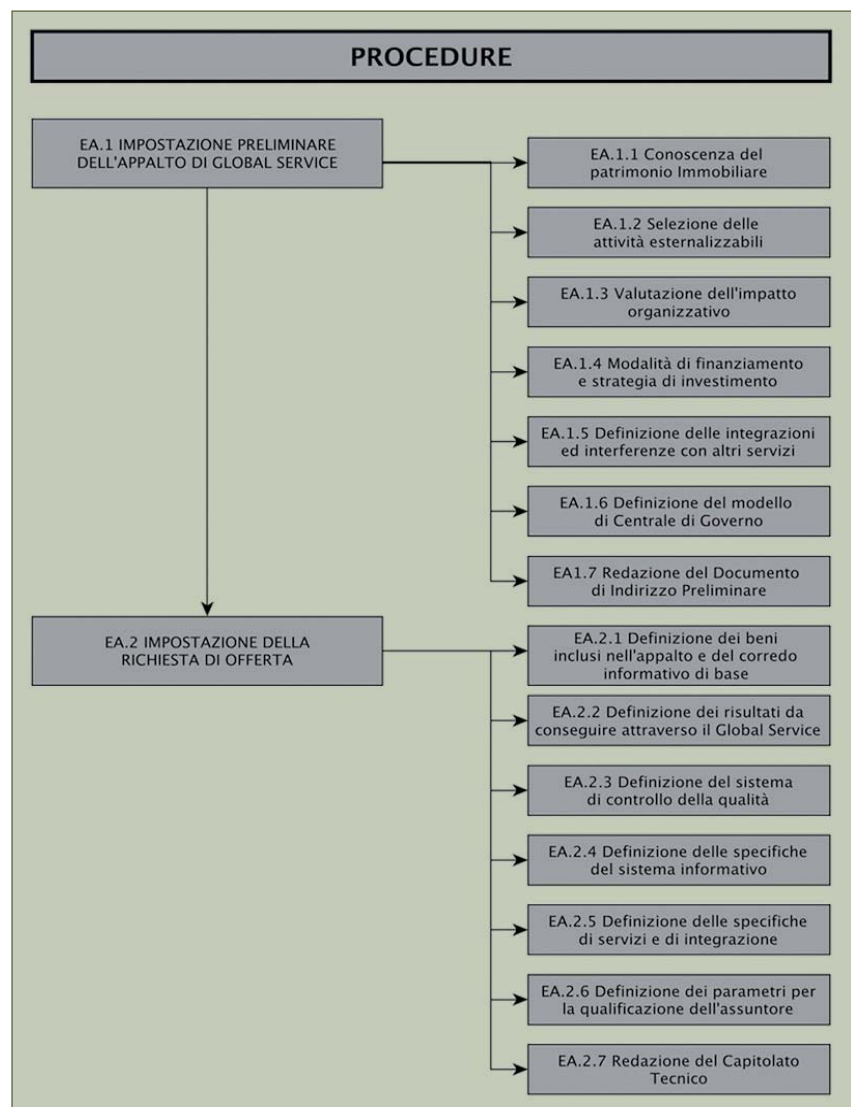 PROCEDURE
EA.1 IMPOSTAZIONE PRELIMINARE
DELL'APPALTO DI GLOBAL SERVICE
EA.1.1 Conoscenza del
patrimonio Immobiliare
EA.1.2 Selezione delle
attività esternalizzabili
EA.1.3 Valutazione dell'impatto
organizzativo
EA.1.4 Modalità di finanziamento
e strategia di investimento
EA.1.5 Definizione delle integrazioni
ed interferenze con altri servizi
EA.1.6 Definizione del modello
di Centrale di Governo
EA1.7 Redazione del Documento
di Indirizzo Preliminare
EA.2 IMPOSTAZIONE DELLA
RICHIESTA DI OFFERTA
EA.2.1 Definizione dei beni
inclusi nell'appalto e del corredo
informativo di base
EA.2.2 Definizione dei risultati da
conseguire attraverso il Global Service
EA.2.3 Definizione del sistema
di controllo della qualità
EA.2.4 Definizione delle specifiche
del sistema informativo
EA.2.5 Definizione delle specifiche
di servizi e di integrazione
EA.2.6 Definizione dei parametri per
la qualificazione dell'assuntore
EA.2.7 Redazione del Capitolato
Tecnico